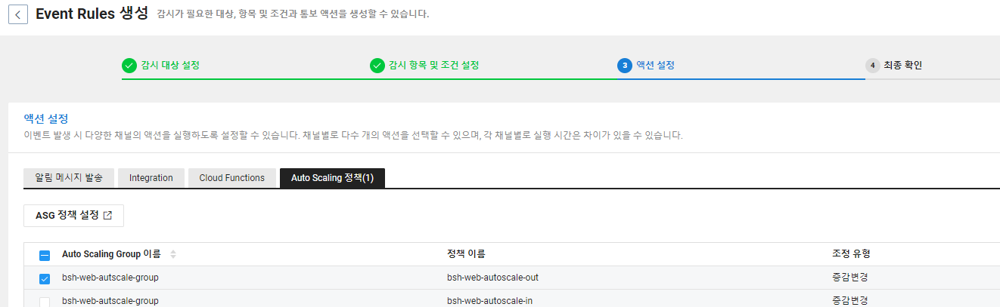 Event Rules 생성 감시가 필요한 대상, 항목 및 조건과 통보 액션을 생성할 수 있습니다.
감시 대상 설정 감시 항목 및 조건 설정 3 액션 설정 4 최종 확인
액션 설정
이벤트 발생 시 다양한 채널의 액션을 실행하도록 설정할 수 있습니다. 채널별로 다수 개의 액션을 선택할 수 있으며, 각 채널별로 실행 시간은 차이가 있을 수 있습니다.
알림 메시지 발송 Integration Cloud Functions Auto Scaling 정책(1)
ASG 정책 설정
Auto Scaling Group 이름 정책 이름 조정 유형
bsh-web-autscale-group bsh-web-autoscale-out 증감변경
bsh-web-autscale-group bsh-web-autoscale-in 증감변경